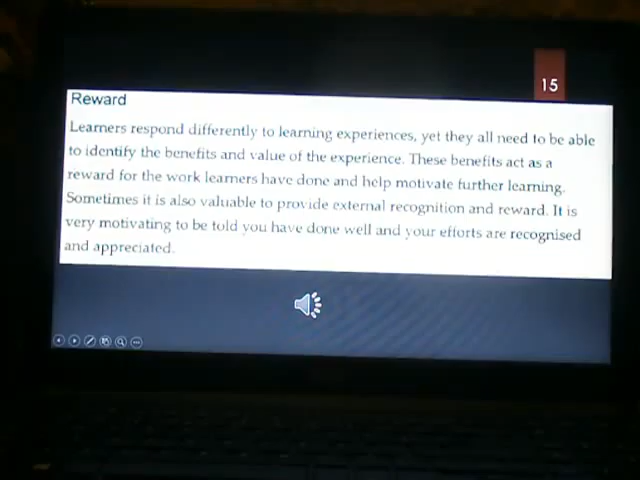 15
Reward
Learners respond differently to learning experiences, yet they all need to be able
to identify the benefits and value of the experience. These benefits act as a
reward for the work learners have done and help motivate further learning.
Sometimes it is also valuable to provide external recognition and reward. It is
very motivating to be told you have done well and your efforts are recognised
and appreciated.